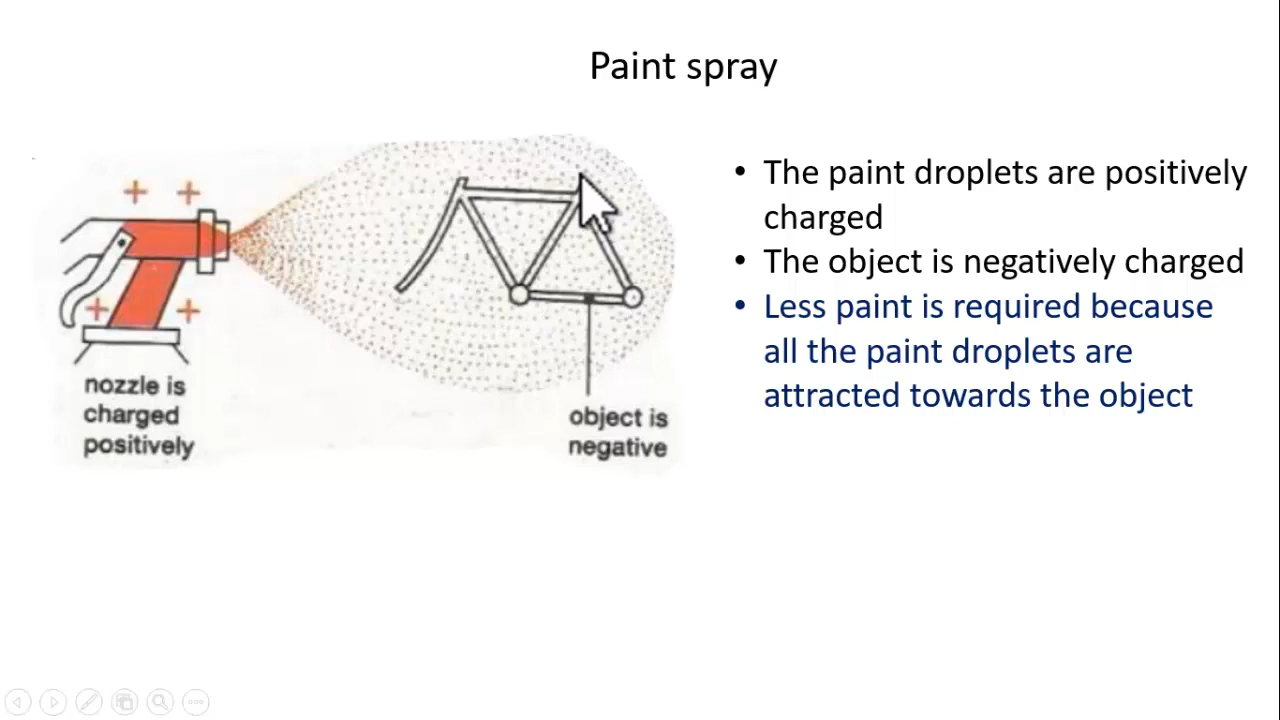 Paint spray
nozzle is
charged
positively
object is
negative
• The paint droplets are positively
charged
• The object is negatively charged
• Less paint is required because
all the paint droplets are
attracted towards the object